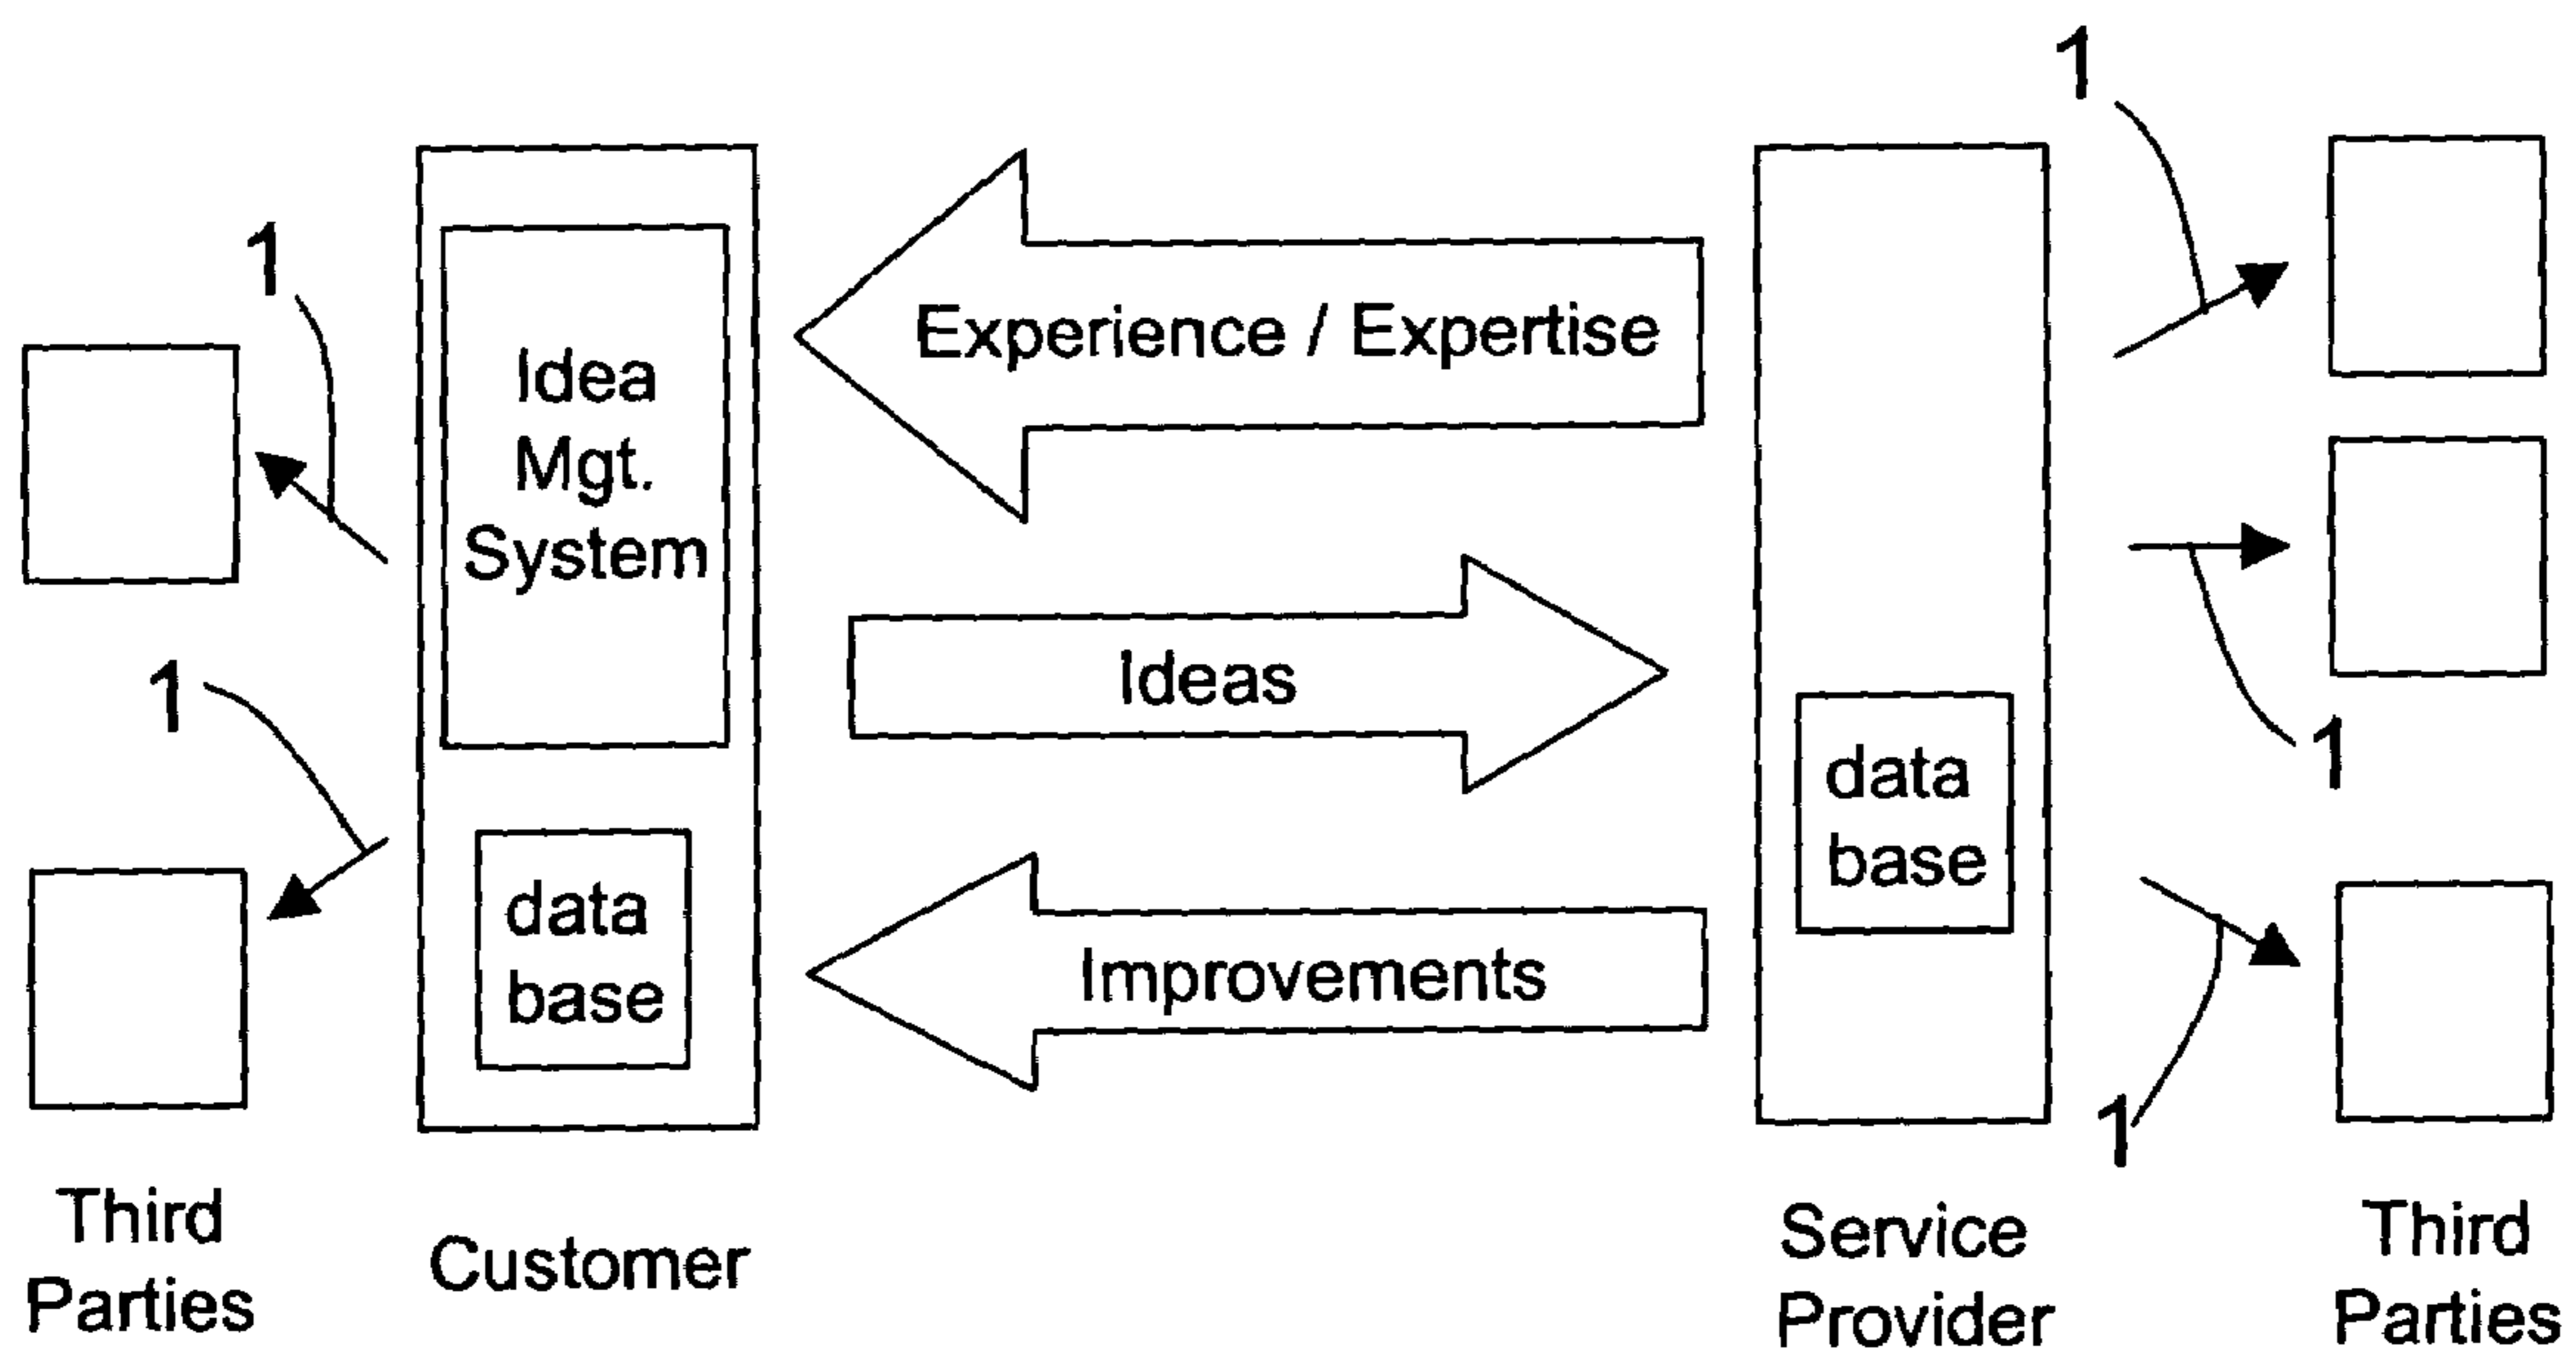 1
1
Experience / Expertise
Idea
Mgt.
System
1
Ideas
1
data
base
data
base
Improvements
1
Third
Parties
Customer
Service
Provider
Third
Parties